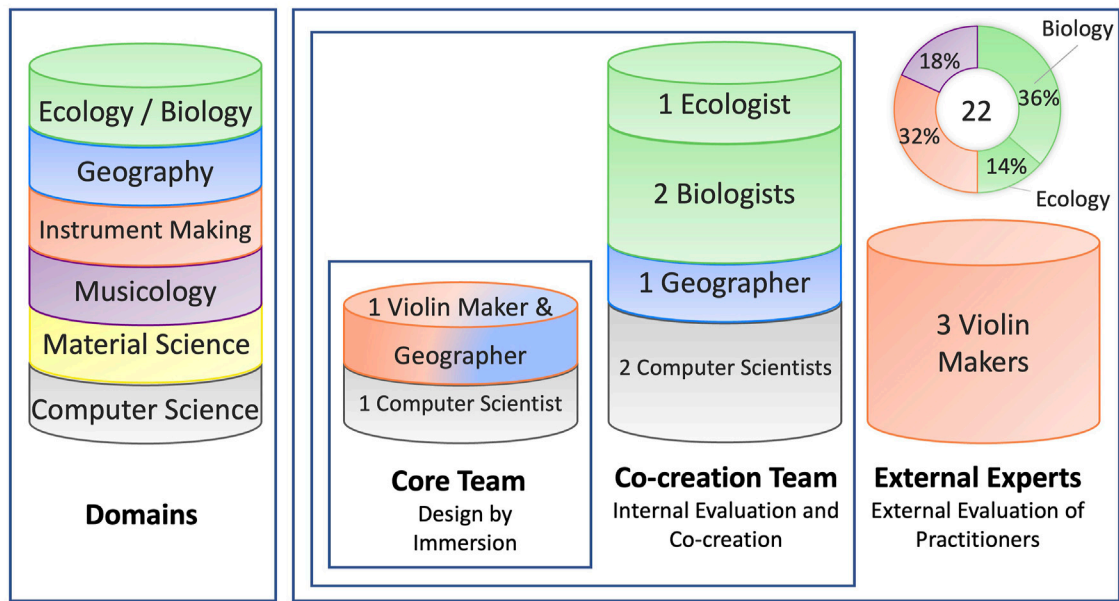 Ecology / Biology
Geography
Instrument Making
Musicology
Material Science
Computer Science
Domains
1 Violin Maker &
Geographer
1 Computer Scientist
Core Team
Design by
Immersion
1 Ecologist
2 Biologists
1 Geographer
2 Computer Scientists
Co-creation Team
Internal Evaluation and
Co-creation
Biology
18%
36%
22
32%
14%
Ecology
3 Violin
Makers
External Experts
External Evaluation of
Practitioners